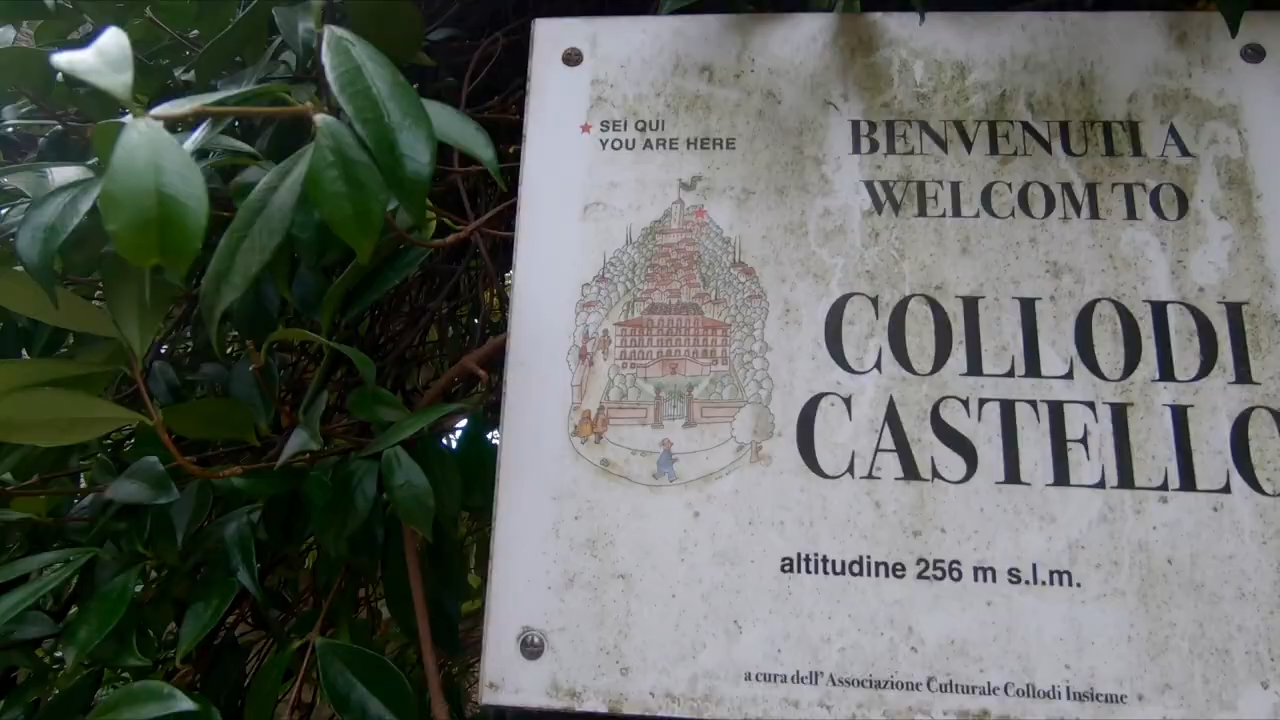 SEI QUI
YOU ARE HERE
BENVENUTI A
WELCOM TO
COLLODI
CASTELLO
altitudine 256 m s.l.m.
a cura dell'Associazione Culturale Collodi Insieme